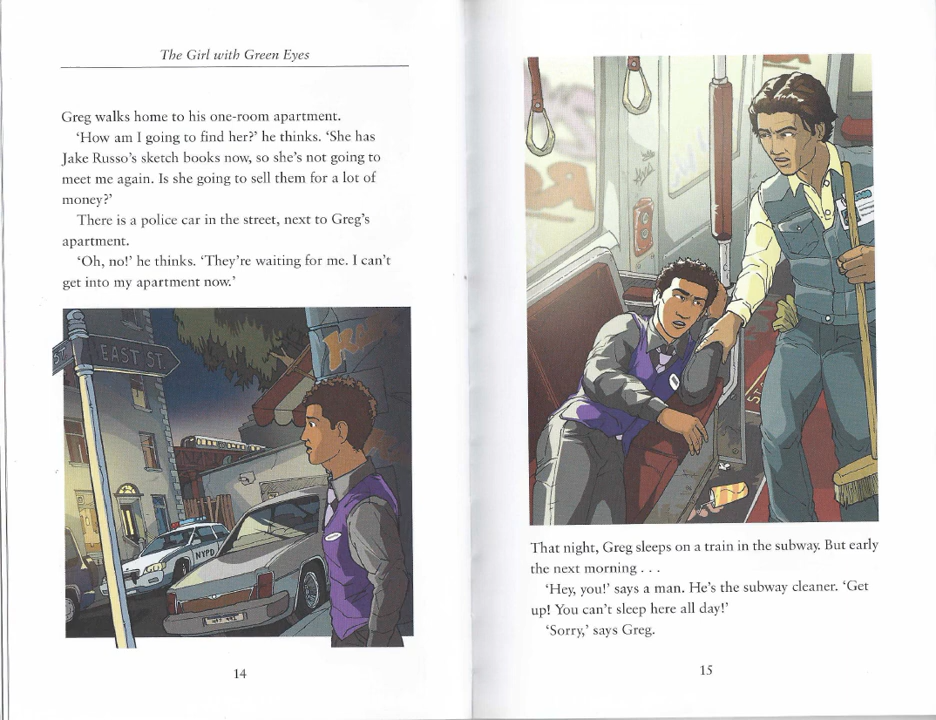 The Girl with Green Eyes
Greg walks home to his one-room apartment.
‘How am I going to find her?’ he thinks. ‘She has
Jake Russo’s sketch books now, so she’s not going to
meet me again. Is she going to sell them for a lot of
money?’
There is a police car in the street, next to Greg’s
apartment.
‘Oh, no!’ he thinks. ‘They’re waiting for me. I can’t
get into my apartment now.’
ST.
EAST ST.
NYPD
14
That night, Greg sleeps on a train in the subway. But early
the next morning . . .
‘Hey, you!’ says a man. He’s the subway cleaner. ‘Get
up! You can’t sleep here all day!’
‘Sorry,’ says Greg.
15